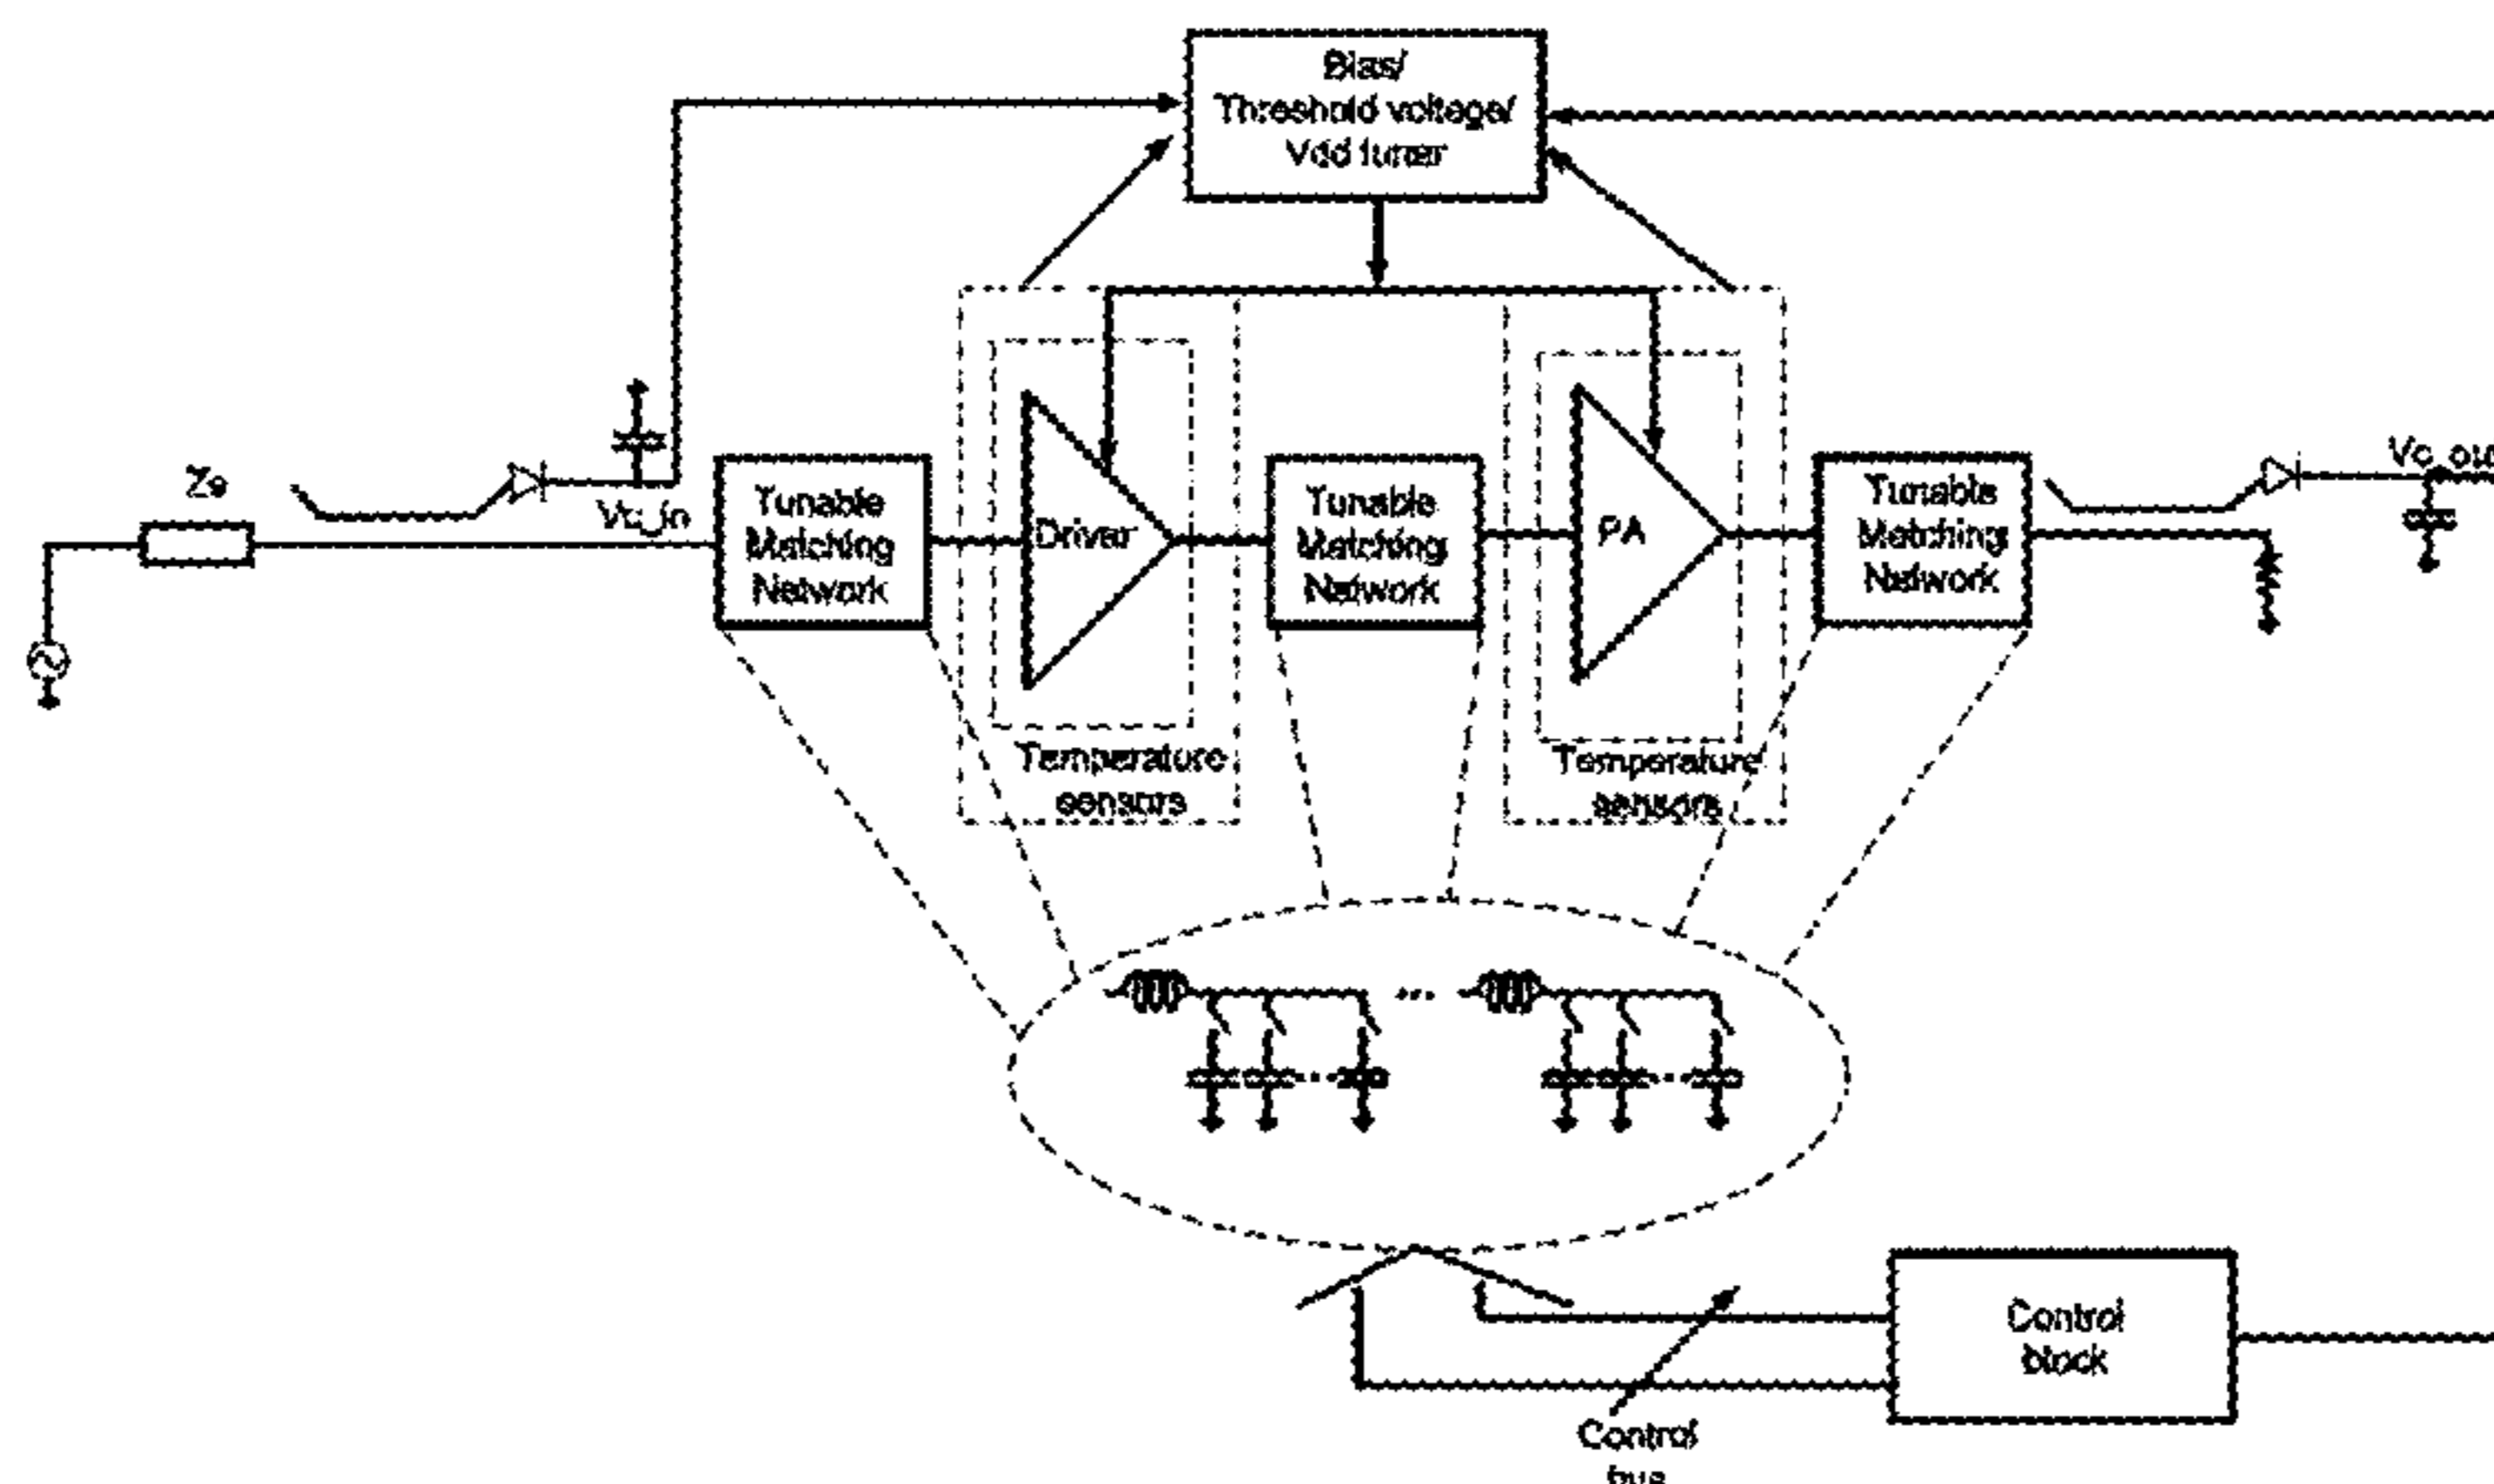 Bias/
Threshold voltage/
Vdd tuner
Zs
Vc_in
Tunable
Matching
Network
Driver
Tunable
Matching
Network
PA
Tunable
Matching
Network
Vc_out
Temperature
sensors
Temperature
sensors
...
Control
block
Control
bus